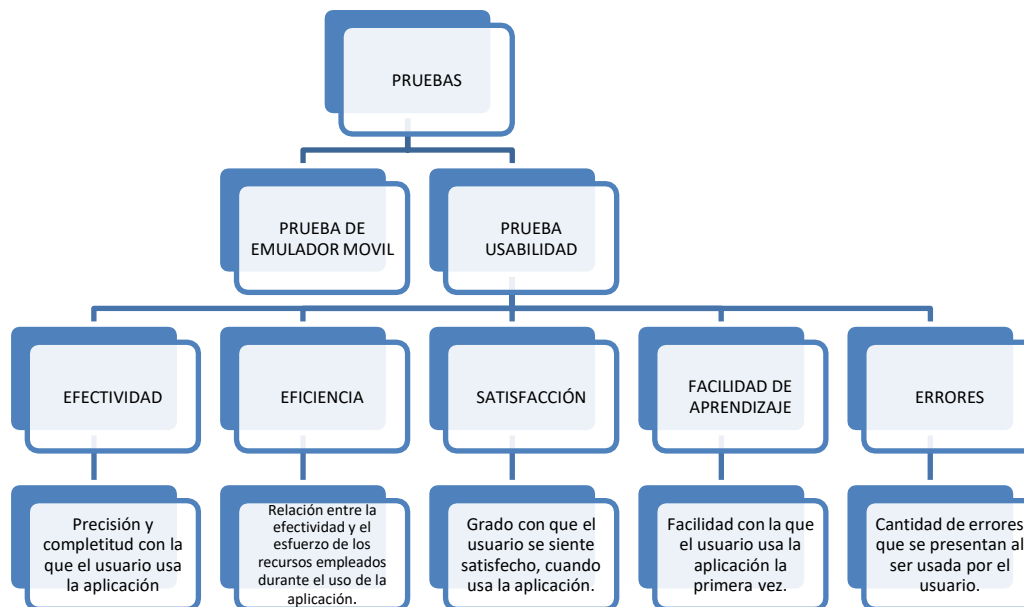 PRUEBAS
PRUEBA DE
EMULADOR MOVIL
PRUEBA
USABILIDAD
EFECTIVIDAD
EFICIENCIA
SATISFACCIÓN
FACILIDAD DE
APRENDIZAJE
ERRORES
Precisión y
completitud con la
que el usuario usa
la aplicación
Relación entre la
efectividad y el
esfuerzo de los
recursos empleados
durante el uso de la
aplicación.
Grado con que el
usuario se siente
satisfecho, cuando
usa la aplicación.
Facilidad con la que
el usuario usa la
aplicación la
primera vez.
Cantidad de errores
que se presentan al
ser usada por el
usuario.